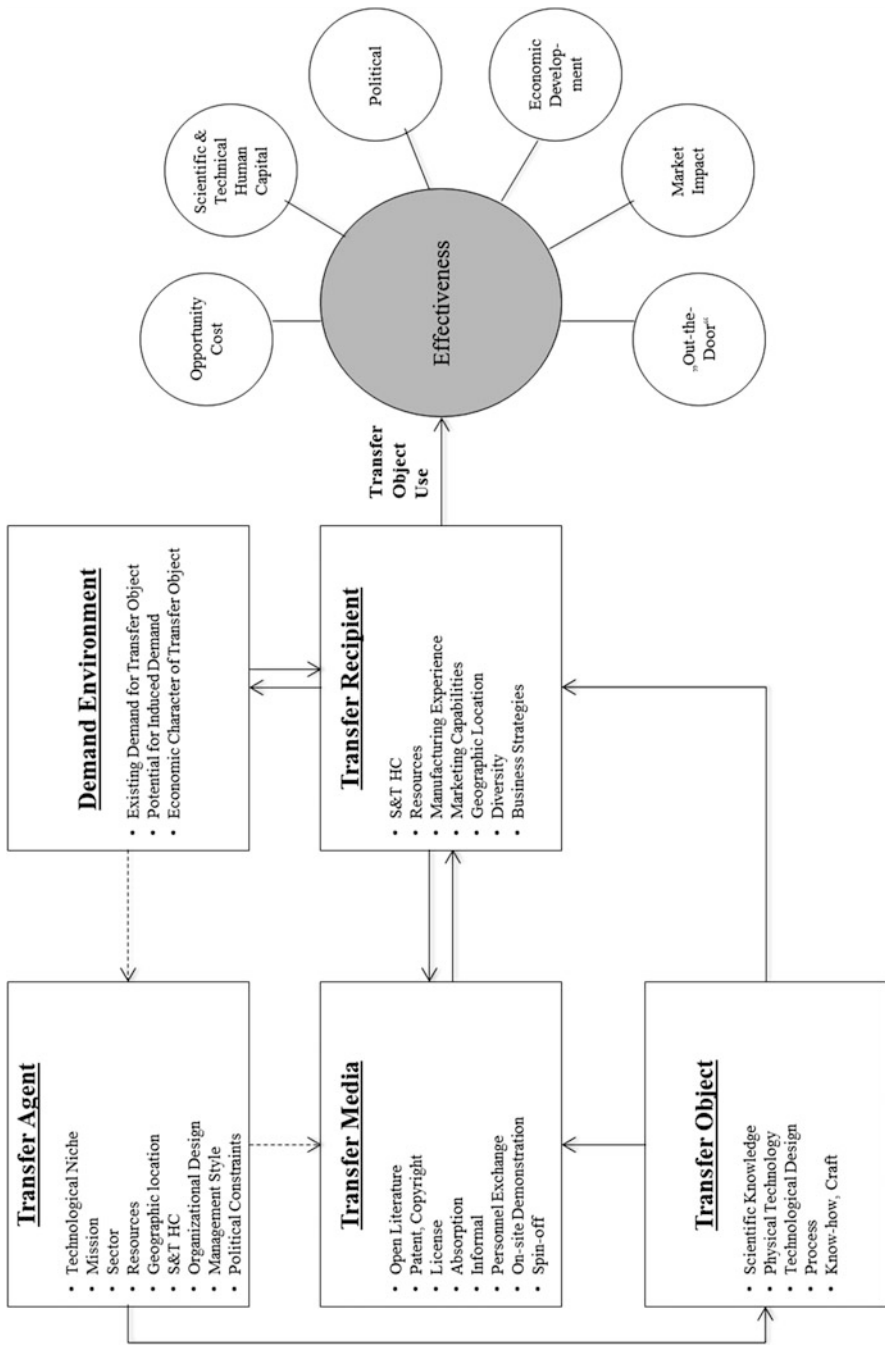 Transfer Agent
• Technological Niche
• Mission
• Sector
• Resources
• Geographic location
• S&T HC
• Organizational Design
• Management Style
• Political Constraints
Demand Environment
• Existing Demand for Transfer Object
• Potential for Induced Demand
• Economic Character of Transfer Object
Transfer Media
• Open Literature
• Patent, Copyright
• License
• Absorption
• Informal
• Personnel Exchange
• On-site Demonstration
• Spin-off
Transfer Recipient
• S&T HC
• Resources
• Manufacturing Experience
• Marketing Capabilities
• Geographic Location
• Diversity
• Business Strategies
Transfer Object
• Scientific Knowledge
• Physical Technology
• Technological Design
• Process
• Know-how, Craft
Transfer
Object
Use
Effectiveness
Opportunity
Cost
Scientific &
Technical
Human
Capital
Political
Economic
Develop-
ment
Market
Impact
„Out-the-
Door“